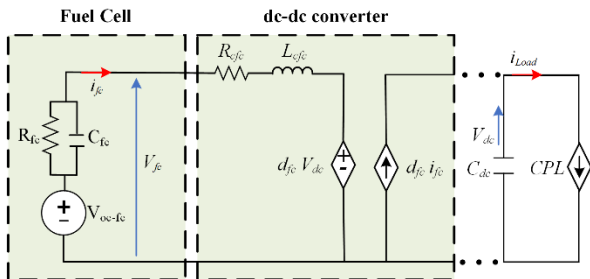 Fuel Cell
dc-dc converter
R_cfc
L_cfc
i_Load
i_fc
R_fc
C_fc
V_fc
V_dc
d_fc V_dc
d_fc i_fc
C_dc
CPL
V_oc-fc